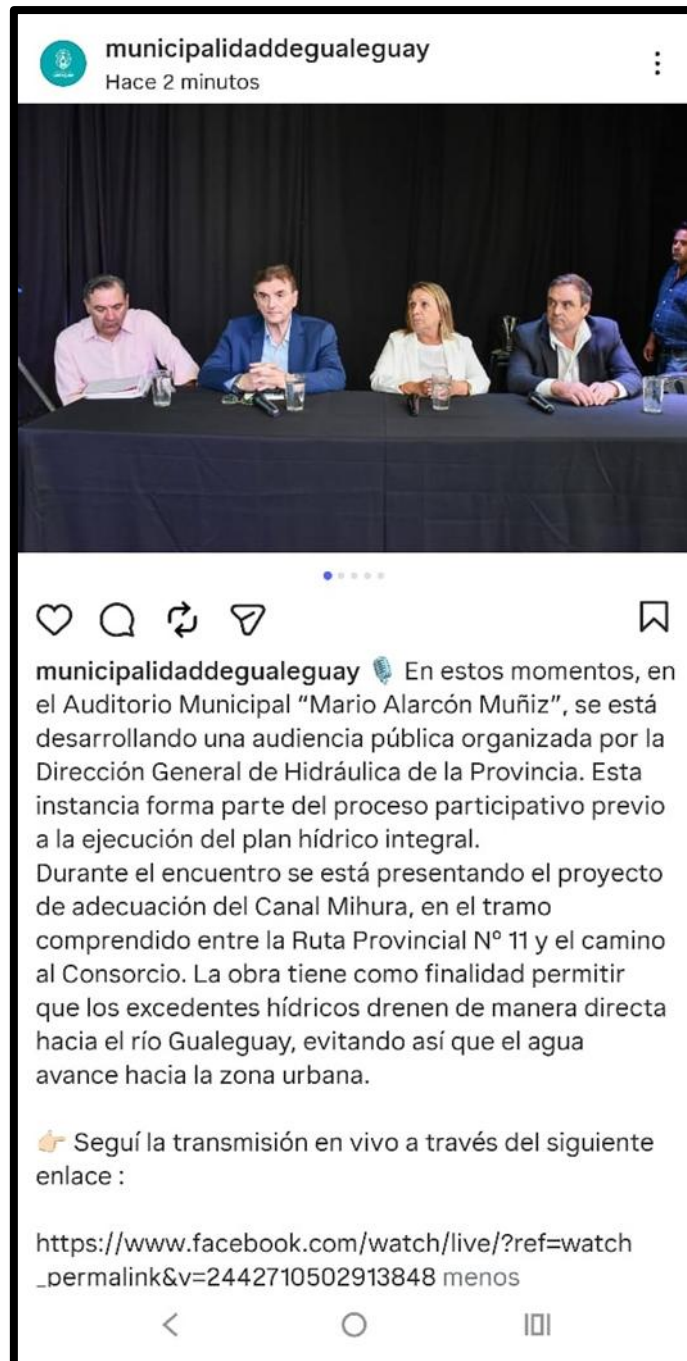 municipalidaddegualeguay
Hace 2 minutos
municipalidaddegualeguay 🎙️ En estos momentos, en
el Auditorio Municipal “Mario Alarcón Muñiz”, se está
desarrollando una audiencia pública organizada por la
Dirección General de Hidráulica de la Provincia. Esta
instancia forma parte del proceso participativo previo
a la ejecución del plan hídrico integral.
Durante el encuentro se está presentando el proyecto
de adecuación del Canal Mihura, en el tramo
comprendido entre la Ruta Provincial Nº 11 y el camino
al Consorcio. La obra tiene como finalidad permitir
que los excedentes hídricos drenen de manera directa
hacia el río Gualeguay, evitando así que el agua
avance hacia la zona urbana.
👉🏻 Seguí la transmisión en vivo a través del siguiente
enlace :
https://www.facebook.com/watch/live/?ref=watch
_permalink&v=2442710502913848 menos